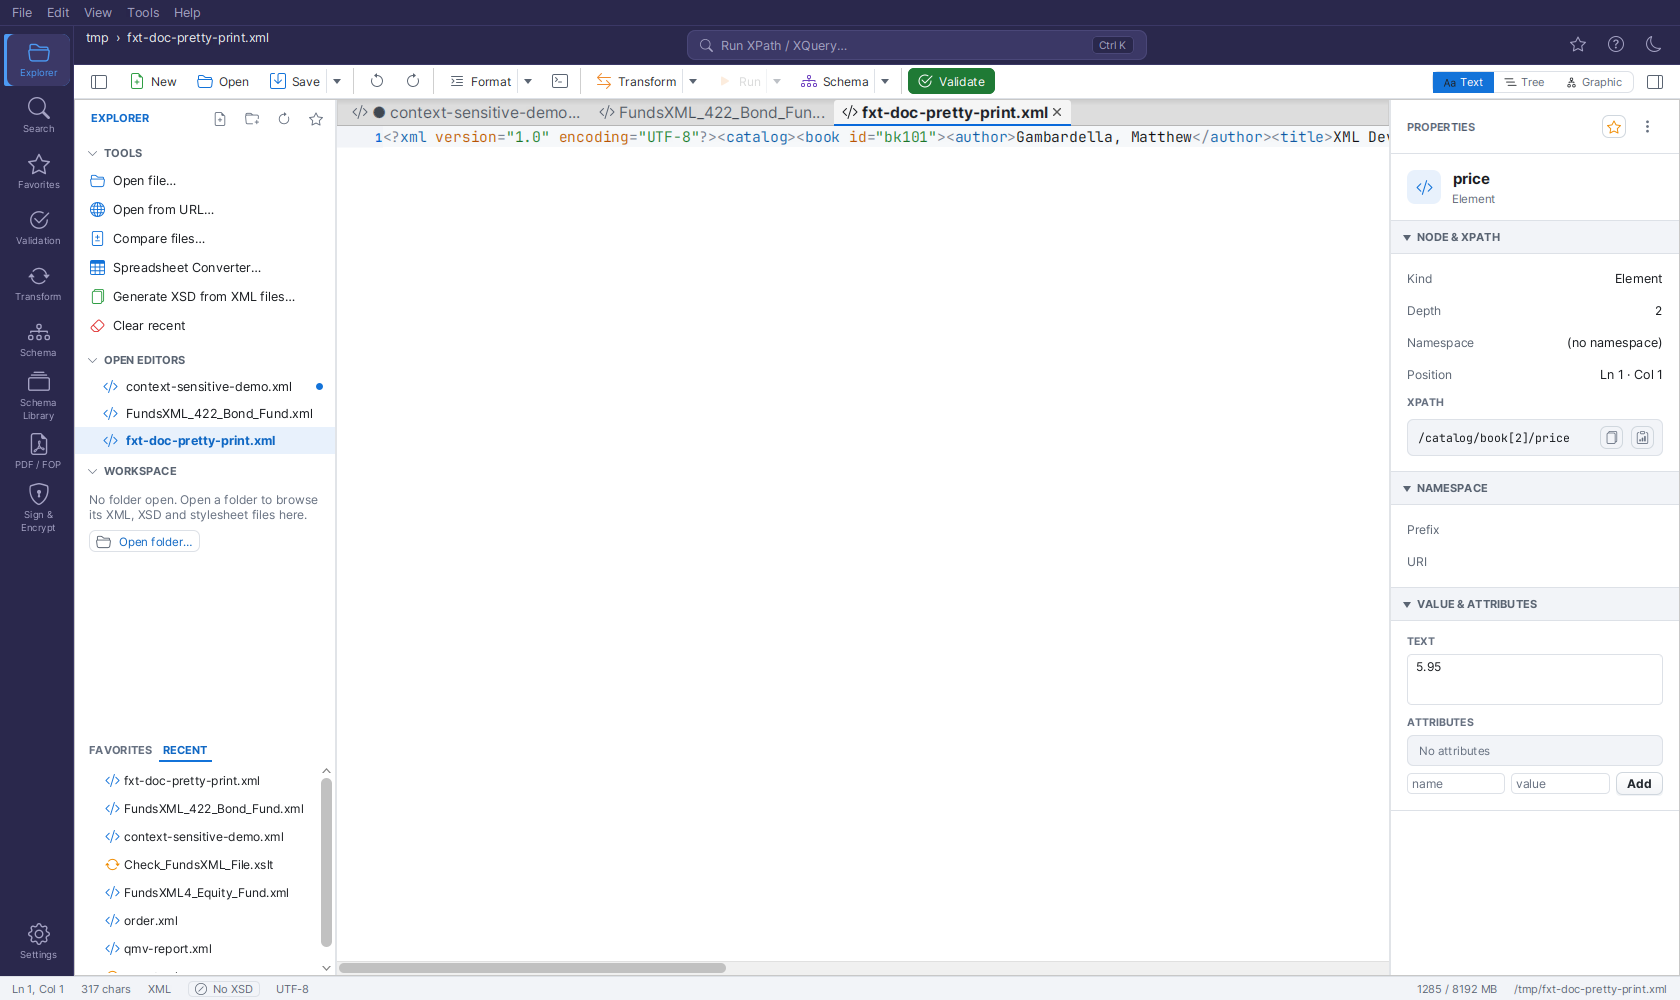 File Edit View Tools Help
tmp › fxt-doc-pretty-print.xml
Run XPath / XQuery... Ctrl K
New Open Save Format Transform Run Schema Validate Aa Text Tree Graphic
Explorer
Search
Favorites
Validation
Transform
Schema
Schema
Library
PDF / FOP
Sign &
Encrypt
Settings
EXPLORER
TOOLS
Open file...
Open from URL...
Compare files...
Spreadsheet Converter...
Generate XSD from XML files...
Clear recent
OPEN EDITORS
context-sensitive-demo.xml
FundsXML_422_Bond_Fund.xml
fxt-doc-pretty-print.xml
WORKSPACE
No folder open. Open a folder to browse
its XML, XSD and stylesheet files here.
Open folder...
FAVORITES RECENT
fxt-doc-pretty-print.xml
FundsXML_422_Bond_Fund.xml
context-sensitive-demo.xml
Check_FundsXML_File.xslt
FundsXML4_Equity_Fund.xml
order.xml
qmv-report.xml
context-sensitive-demo... FundsXML_422_Bond_Fun... fxt-doc-pretty-print.xml
1<?xml version="1.0" encoding="UTF-8"?><catalog><book id="bk101"><author>Gambardella, Matthew</author><title>XML De
PROPERTIES
price
Element
NODE & XPATH
Kind Element
Depth 2
Namespace (no namespace)
Position Ln 1 · Col 1
XPATH
/catalog/book[2]/price
NAMESPACE
Prefix
URI
VALUE & ATTRIBUTES
TEXT
5.95
ATTRIBUTES
No attributes
name value Add
Ln 1, Col 1 317 chars XML No XSD UTF-8 1285 / 8192 MB /tmp/fxt-doc-pretty-print.xml